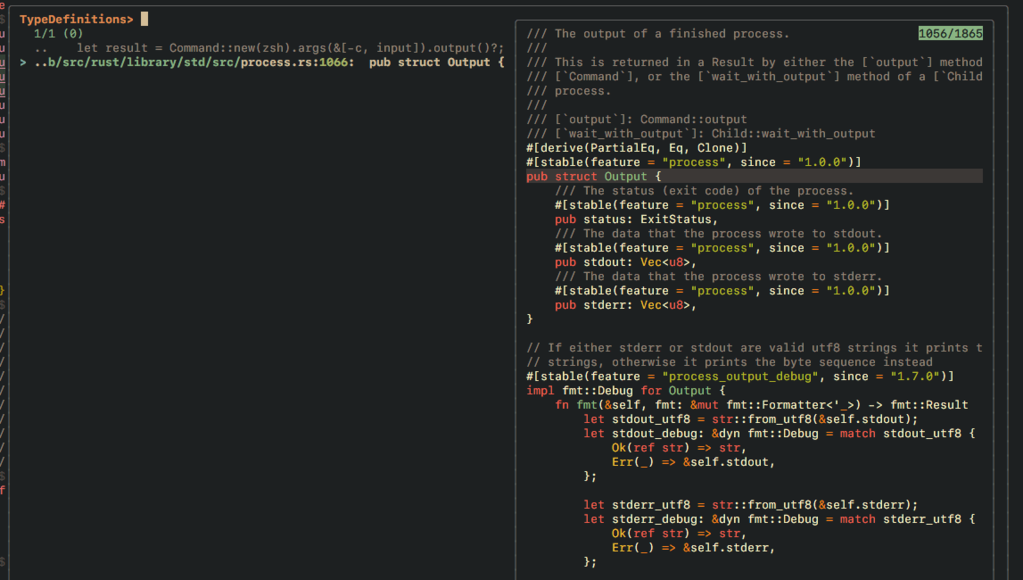 TypeDefinitions>
1/1 (0)
..    let result = Command::new(zsh).args(&[-c, input]).output()?;
> ..b/src/rust/library/std/src/process.rs:1066:  pub struct Output {
1056/1865
/// The output of a finished process.
///
/// This is returned in a Result by either the [`output`] method
/// [`Command`], or the [`wait_with_output`] method of a [`Child
/// process.
///
/// [`output`]: Command::output
/// [`wait_with_output`]: Child::wait_with_output
#[derive(PartialEq, Eq, Clone)]
#[stable(feature = "process", since = "1.0.0")]
pub struct Output {
    /// The status (exit code) of the process.
    #[stable(feature = "process", since = "1.0.0")]
    pub status: ExitStatus,
    /// The data that the process wrote to stdout.
    #[stable(feature = "process", since = "1.0.0")]
    pub stdout: Vec<u8>,
    /// The data that the process wrote to stderr.
    #[stable(feature = "process", since = "1.0.0")]
    pub stderr: Vec<u8>,
}
// If either stderr or stdout are valid utf8 strings it prints t
// strings, otherwise it prints the byte sequence instead
#[stable(feature = "process_output_debug", since = "1.7.0")]
impl fmt::Debug for Output {
    fn fmt(&self, fmt: &mut fmt::Formatter<'_>) -> fmt::Result
        let stdout_utf8 = str::from_utf8(&self.stdout);
        let stdout_debug: &dyn fmt::Debug = match stdout_utf8 {
            Ok(ref str) => str,
            Err(_) => &self.stdout,
        };
        let stderr_utf8 = str::from_utf8(&self.stderr);
        let stderr_debug: &dyn fmt::Debug = match stderr_utf8 {
            Ok(ref str) => str,
            Err(_) => &self.stderr,
        };